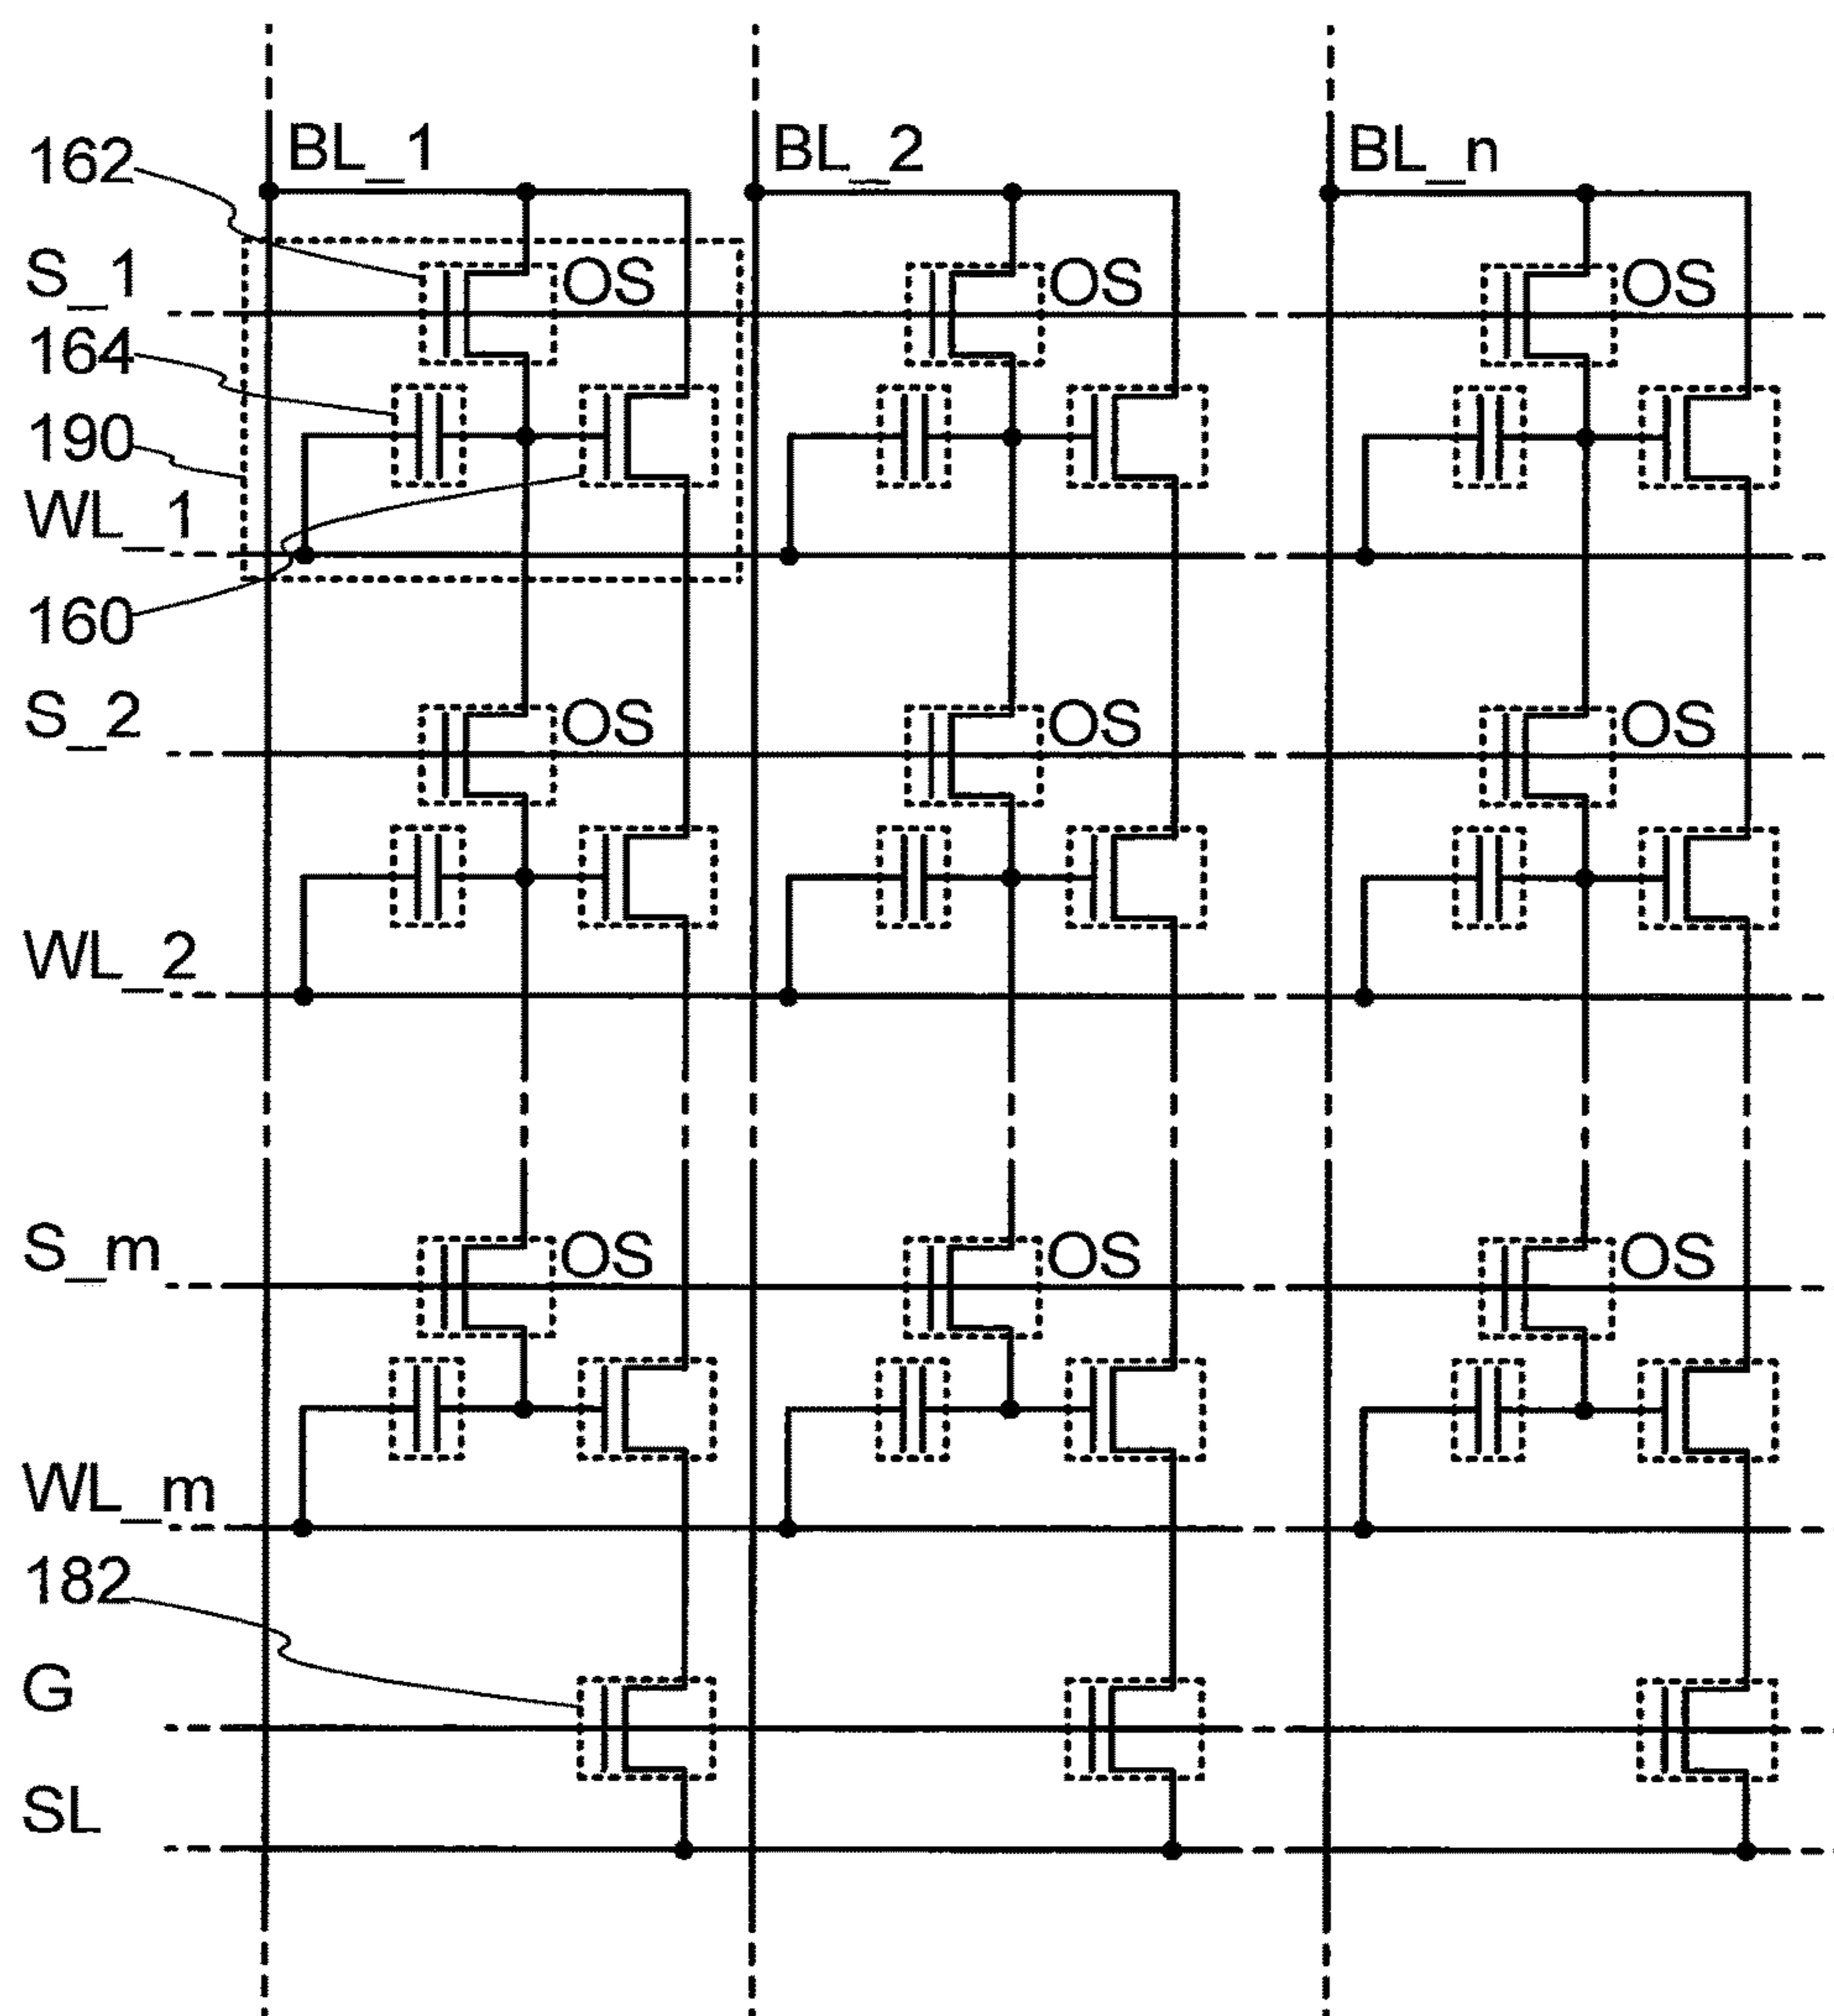 BL_1 BL_2 BL_n
162
S_1 OS OS OS
164
190
WL_1
160
S_2 OS OS OS
WL_2
S_m OS OS OS
WL_m
182
G
SL